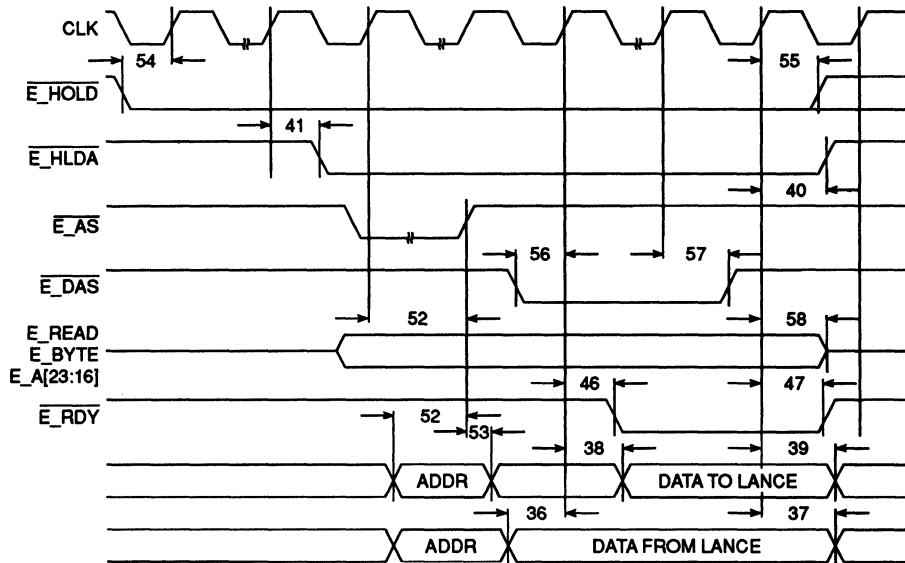 CLK
54
55
E_HOLD
41
E_HLDA
40
E_AS
56
57
E_DAS
52
58
E_READ
E_BYTE
E_A[23:16]
46
47
E_RDY
52
53
38
39
ADDR
DATA TO LANCE
36
37
ADDR
DATA FROM LANCE